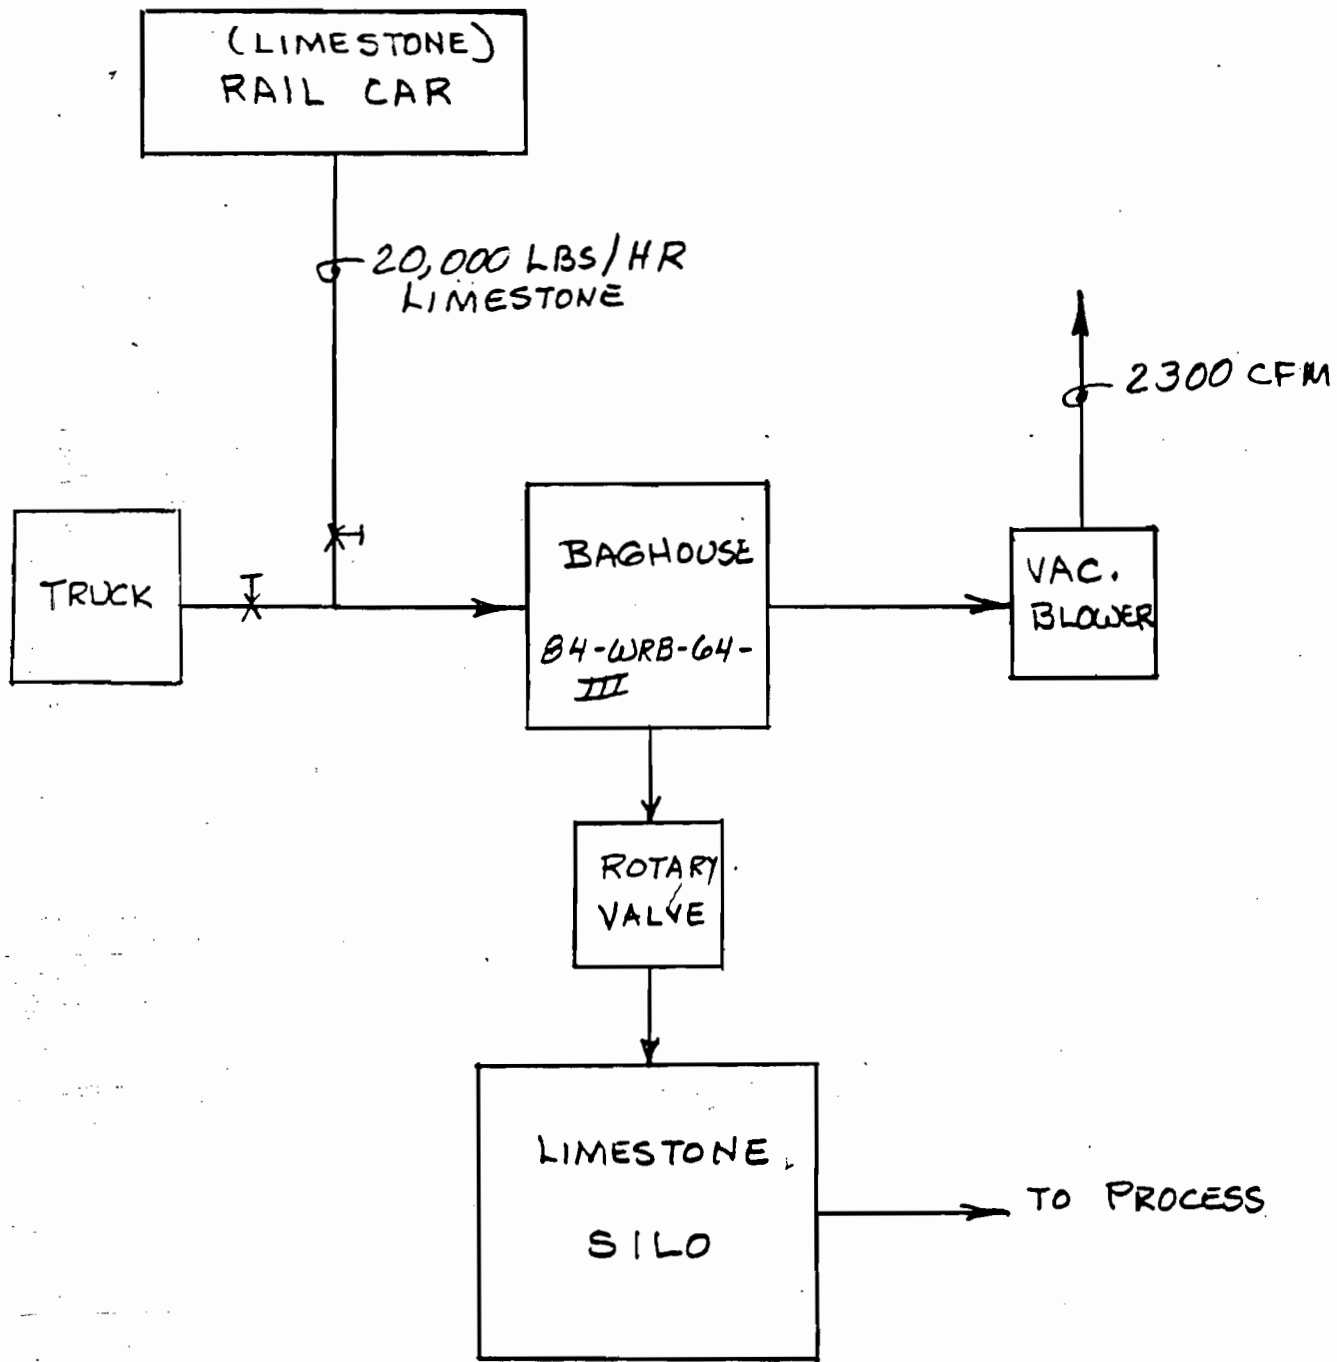 (LIMESTONE)
RAIL CAR
20,000 LBS/HR
LIMESTONE
2300 CFM
TRUCK
BAGHOUSE
84-WRB-64-
III
VAC.
BLOWER
ROTARY
VALVE
LIMESTONE
SILO
TO PROCESS